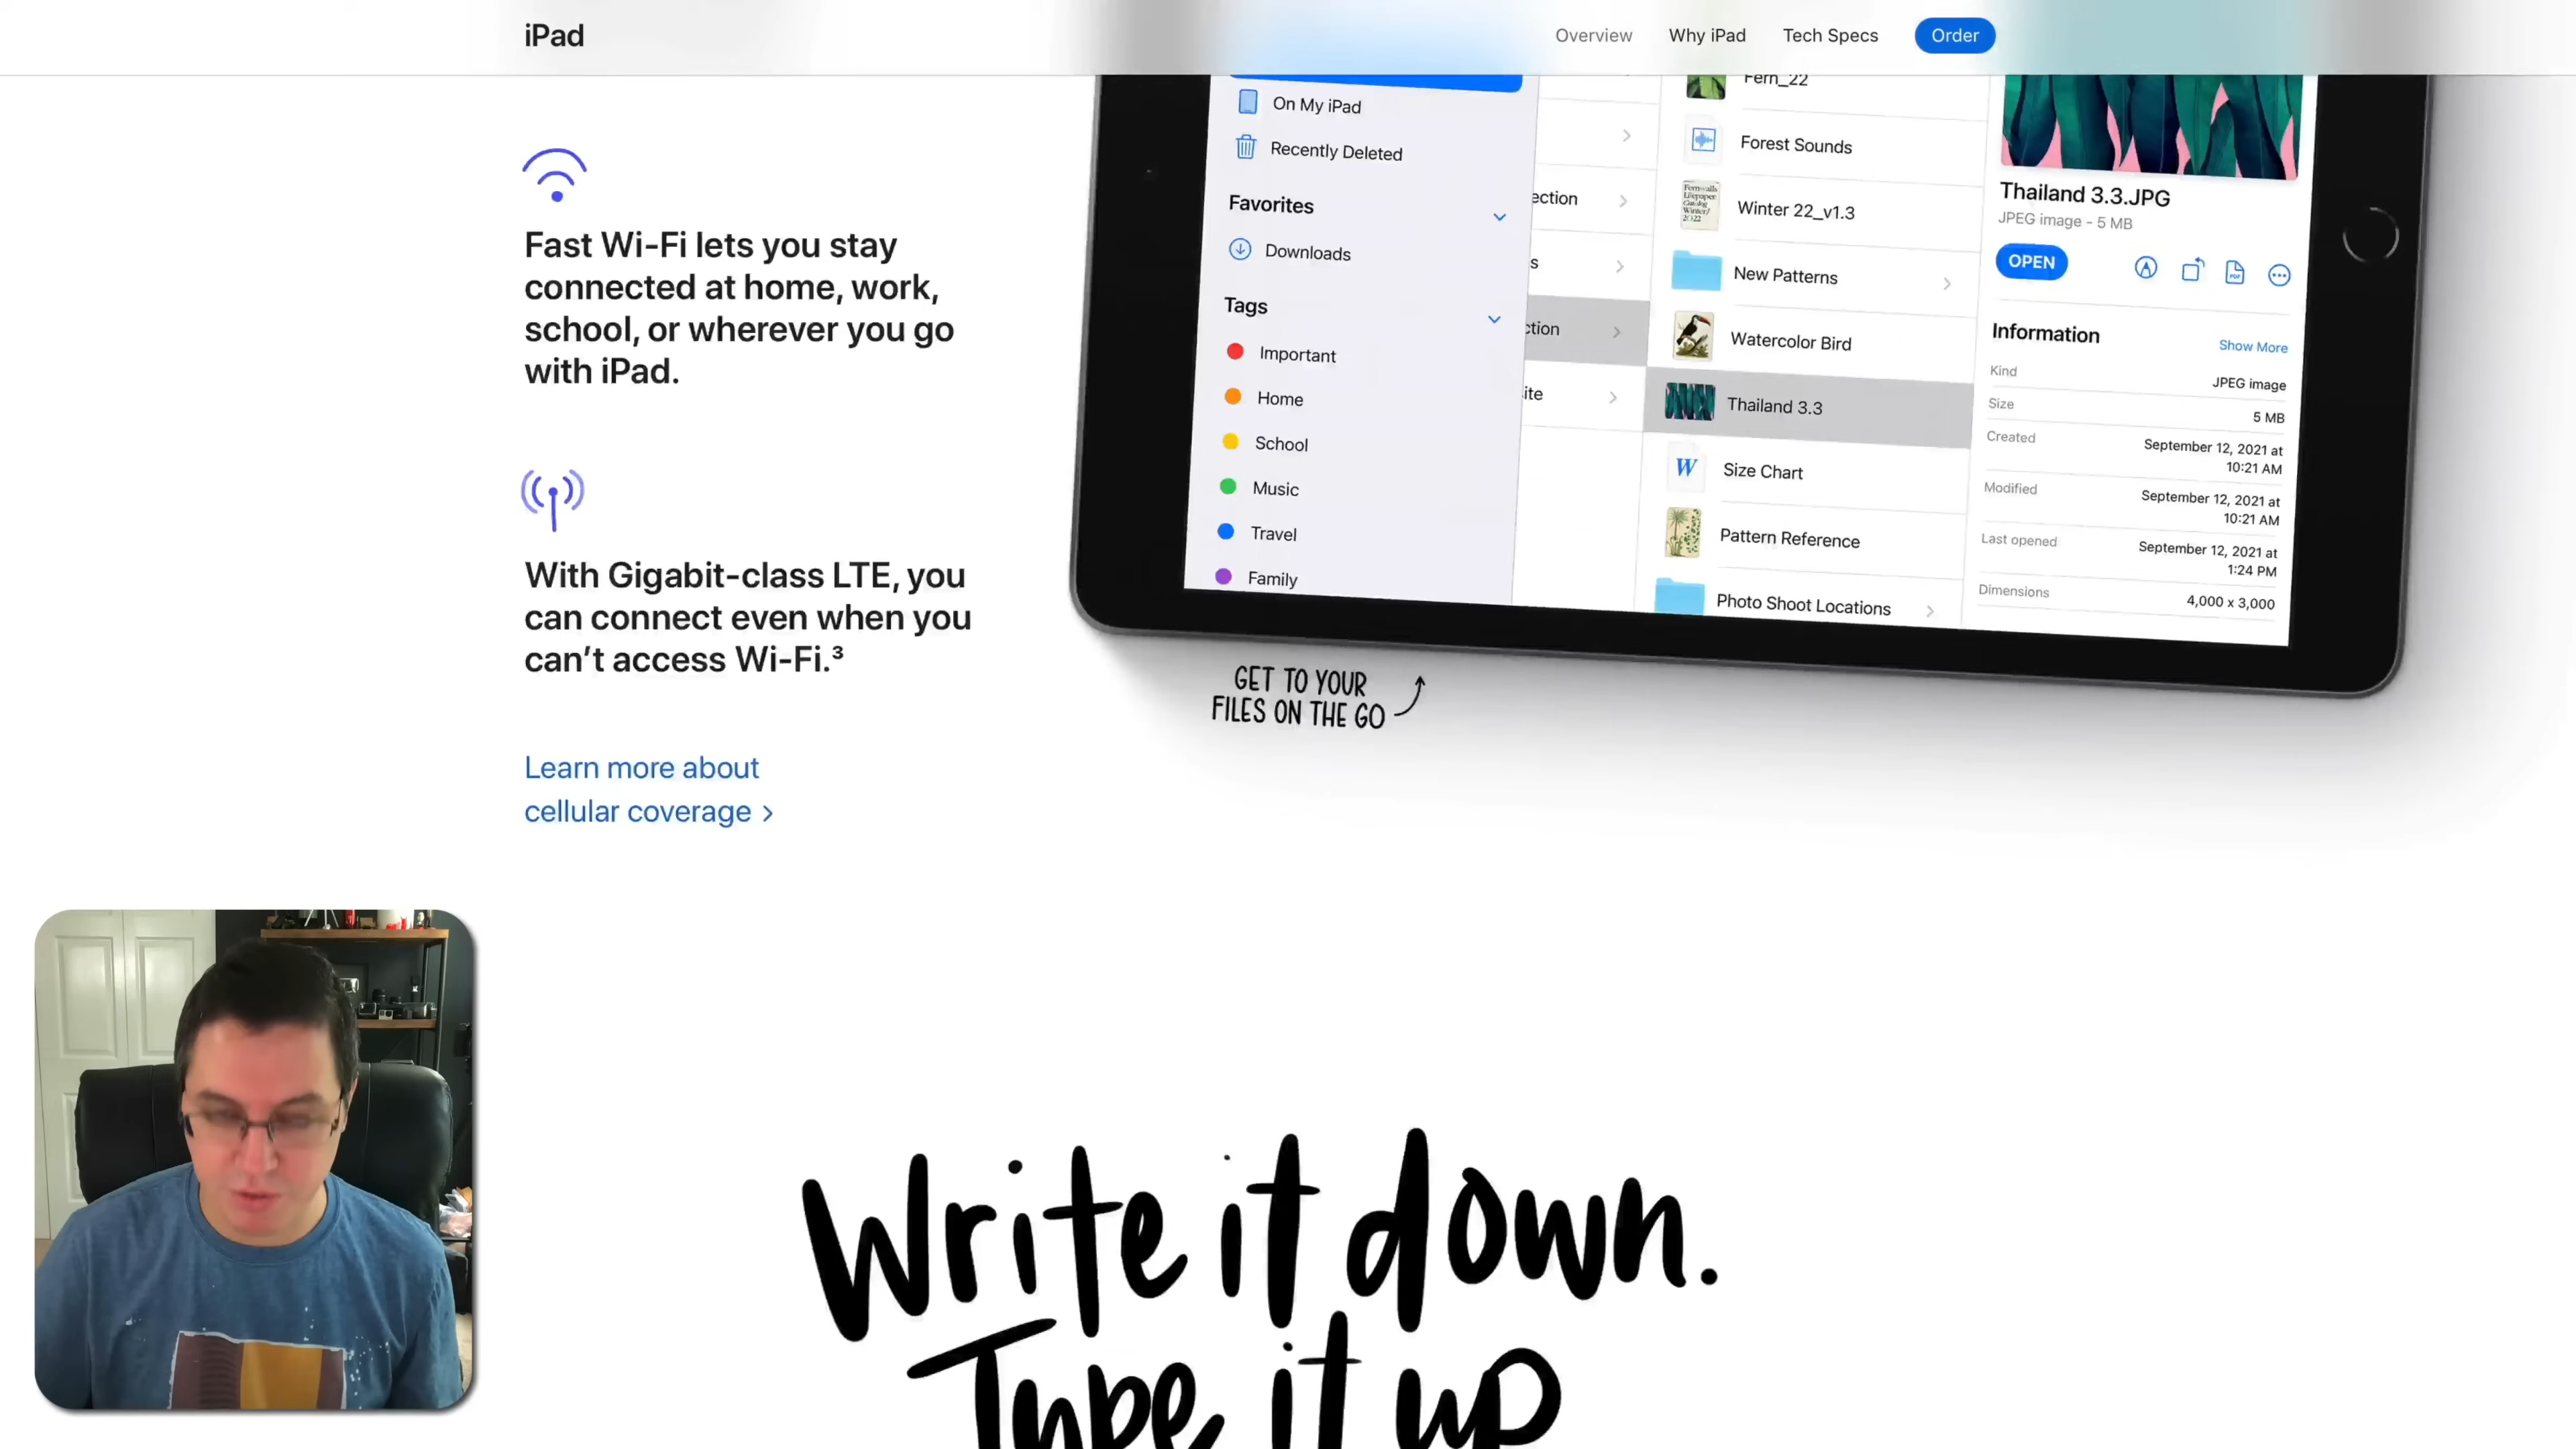 iPad
Overview
Why iPad
Tech Specs
Order
Fast Wi-Fi lets you stay
connected at home, work,
school, or wherever you go
with iPad.
With Gigabit-class LTE, you
can connect even when you
can't access Wi-Fi.³
Learn more about
cellular coverage >
On My iPad
Recently Deleted
Favorites
Downloads
Tags
Important
Home
School
Music
Travel
Family
ection
s
ction
ite
Fern_22
Forest Sounds
Winter 22_v1.3
New Patterns
Watercolor Bird
Thailand 3.3
W
Size Chart
Pattern Reference
Photo Shoot Locations
Thailand 3.3.JPG
JPEG image - 5 MB
OPEN
PDF
Information
Show More
Kind
JPEG image
Size
5 MB
Created
September 12, 2021 at
10:21 AM
Modified
September 12, 2021 at
10:21 AM
Last opened
September 12, 2021 at
1:24 PM
Dimensions
4,000 x 3,000
GET TO YOUR
FILES ON THE GO
Write it down.
Type it up